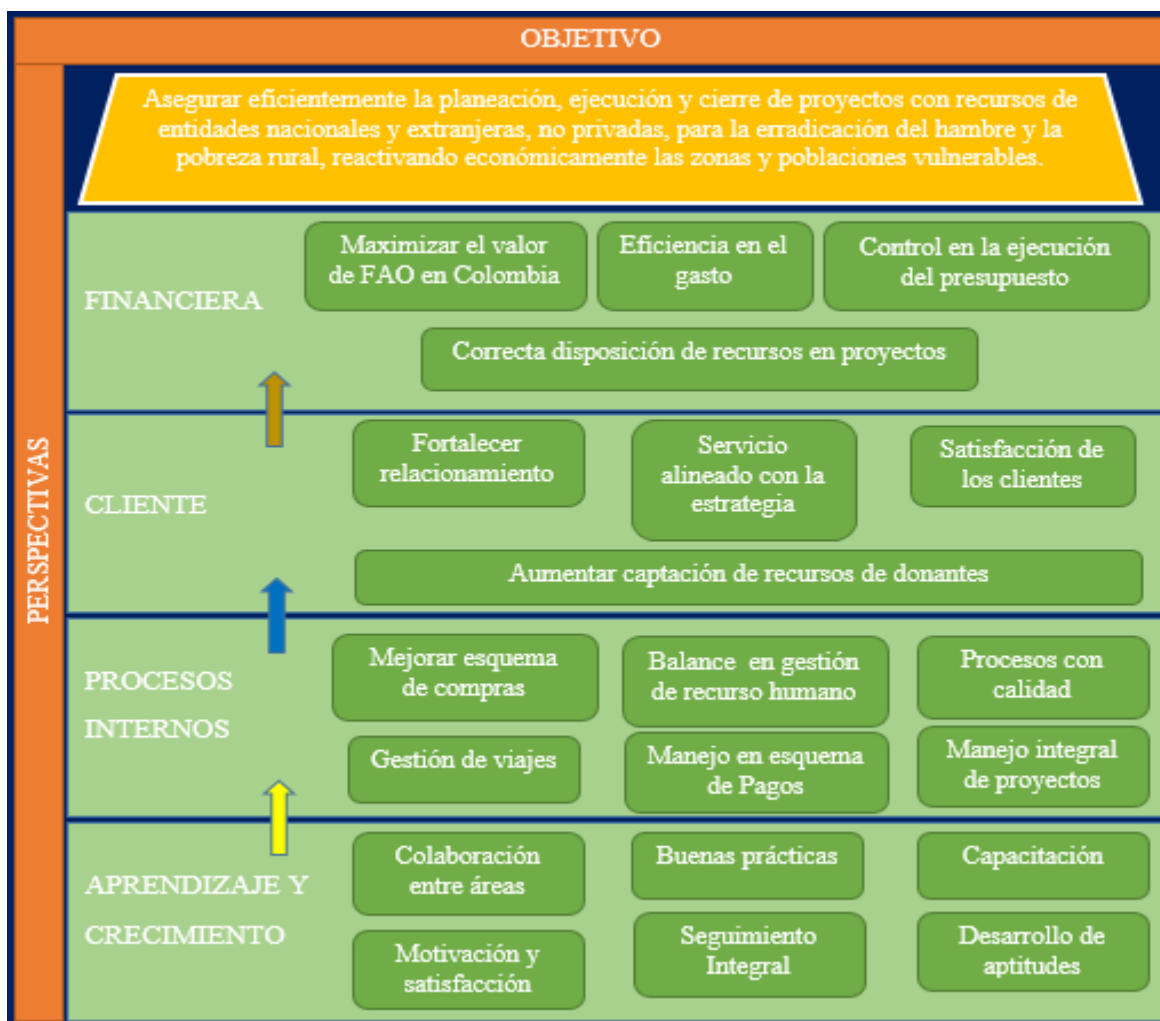 OBJETIVO
PERSPECTIVAS
Asegurar eficientemente la planeación, ejecución y cierre de proyectos con recursos de
entidades nacionales y extranjeras, no privadas, para la erradicación del hambre y la
pobreza rural, reactivando económicamente las zonas y poblaciones vulnerables.
FINANCIERA
Maximizar el valor
de FAO en Colombia
Eficiencia en el
gasto
Control en la ejecución
del presupuesto
Correcta disposición de recursos en proyectos
CLIENTE
Fortalecer
relacionamiento
Servicio
alineado con la
estrategia
Satisfacción de
los clientes
Aumentar captación de recursos de donantes
PROCESOS
INTERNOS
Mejorar esquema
de compras
Balance en gestión
de recurso humano
Procesos con
calidad
Gestión de viajes
Manejo en esquema
de Pagos
Manejo integral
de proyectos
APRENDIZAJE Y
CRECIMIENTO
Colaboración
entre áreas
Buenas prácticas
Capacitación
Motivación y
satisfacción
Seguimiento
Integral
Desarrollo de
aptitudes